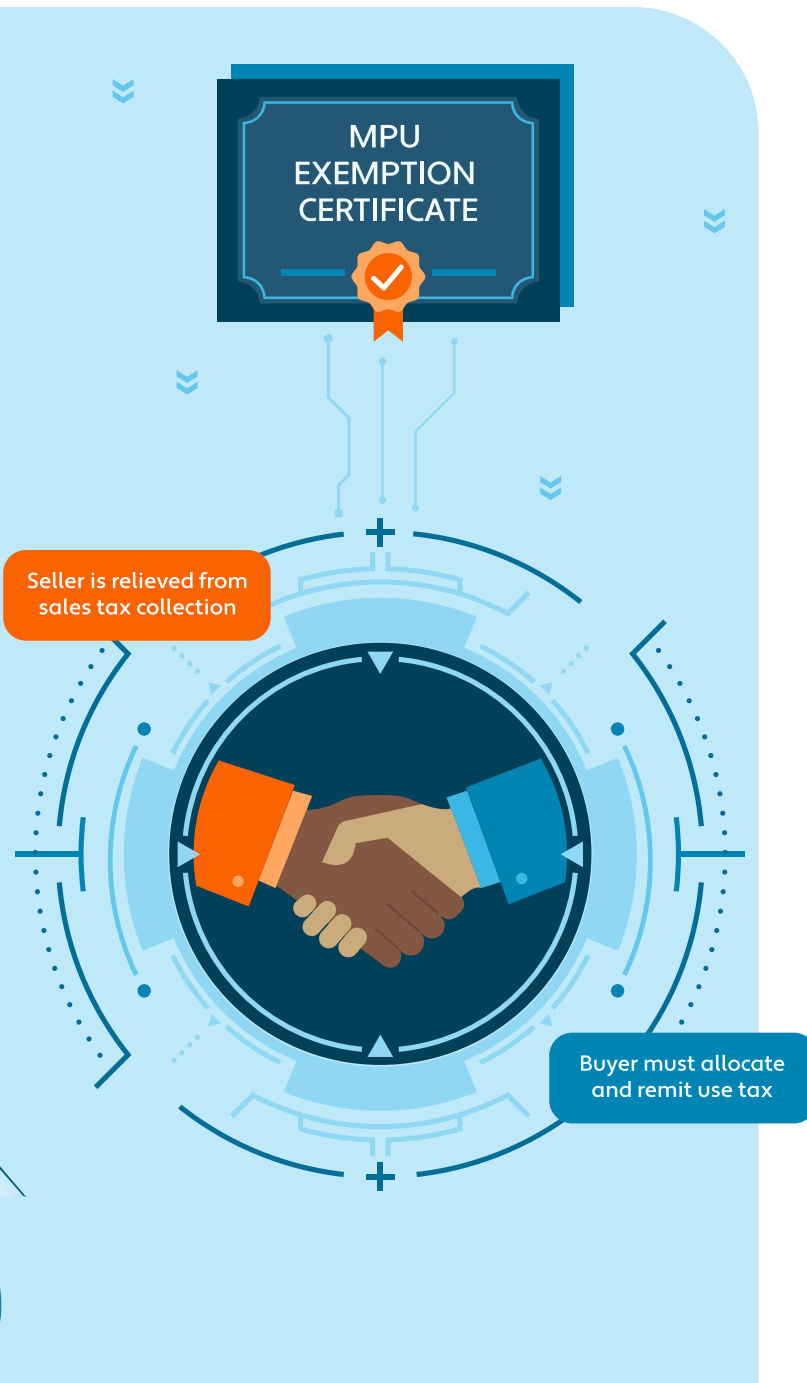 MPU
EXEMPTION
CERTIFICATE
Seller is relieved from
sales tax collection
Buyer must allocate
and remit use tax